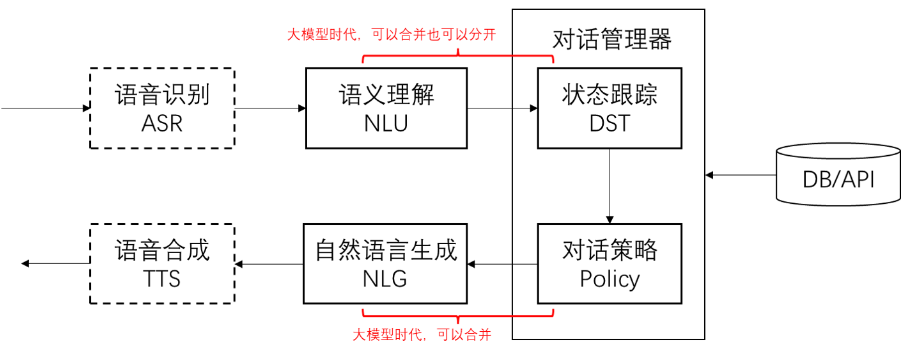 大模型时代，可以合并也可以分开
对话管理器
语音识别
ASR
语义理解
NLU
状态跟踪
DST
DB/API
语音合成
TTS
自然语言生成
NLG
对话策略
Policy
大模型时代，可以合并